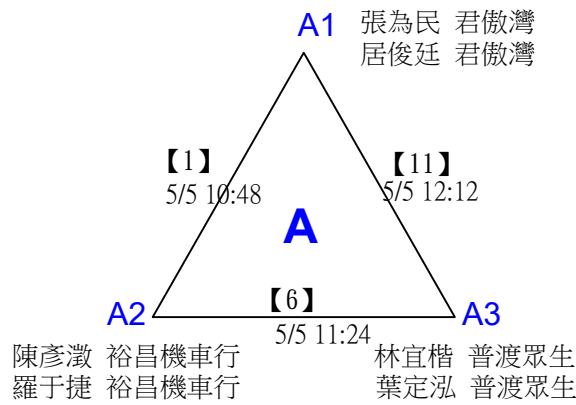 A1
張為民 君傲灣
居俊廷 君傲灣
【1】
5/5 10:48
【11】
5/5 12:12
A
A2
【6】
5/5 11:24
A3
陳彥澂 裕昌機車行
羅于捷 裕昌機車行
林宜楷 普渡眾生
葉定泓 普渡眾生